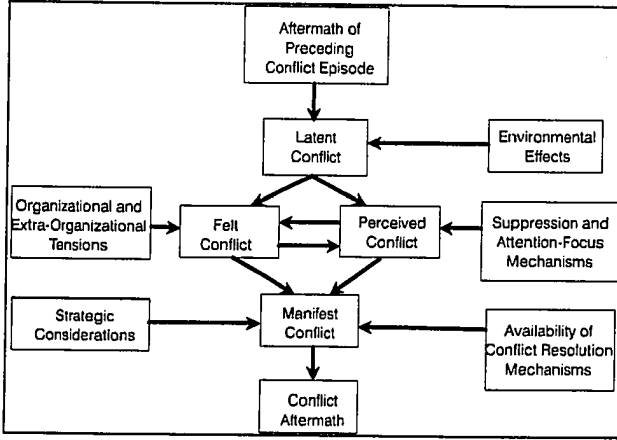 Aftermath of
Preceding
Conflict Episode
Latent
Conflict
Environmental
Effects
Organizational and
Extra-Organizational
Tensions
Felt
Conflict
Perceived
Conflict
Suppression and
Attention-Focus
Mechanisms
Strategic
Considerations
Manifest
Conflict
Availability of
Conflict Resolution
Mechanisms
Conflict
Aftermath